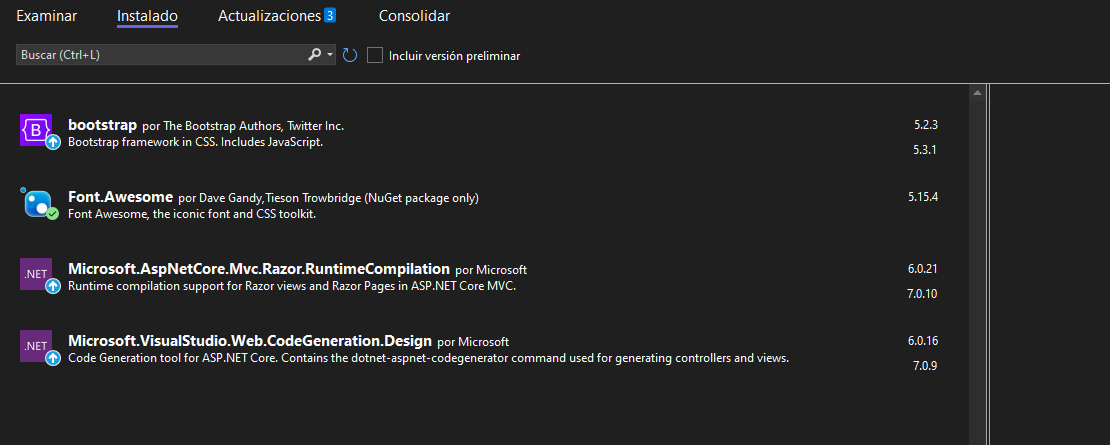 Examinar Instalado Actualizaciones 3 Consolidar
Buscar (Ctrl+L) Incluir versión preliminar
bootstrap por The Bootstrap Authors, Twitter Inc. 5.2.3
Bootstrap framework in CSS. Includes JavaScript. 5.3.1
Font.Awesome por Dave Gandy,Tieson Trowbridge (NuGet package only) 5.15.4
Font Awesome, the iconic font and CSS toolkit.
.NET Microsoft.AspNetCore.Mvc.Razor.RuntimeCompilation por Microsoft 6.0.21
Runtime compilation support for Razor views and Razor Pages in ASP.NET Core MVC. 7.0.10
.NET Microsoft.VisualStudio.Web.CodeGeneration.Design por Microsoft 6.0.16
Code Generation tool for ASP.NET Core. Contains the dotnet-aspnet-codegenerator command used for generating controllers and views. 7.0.9